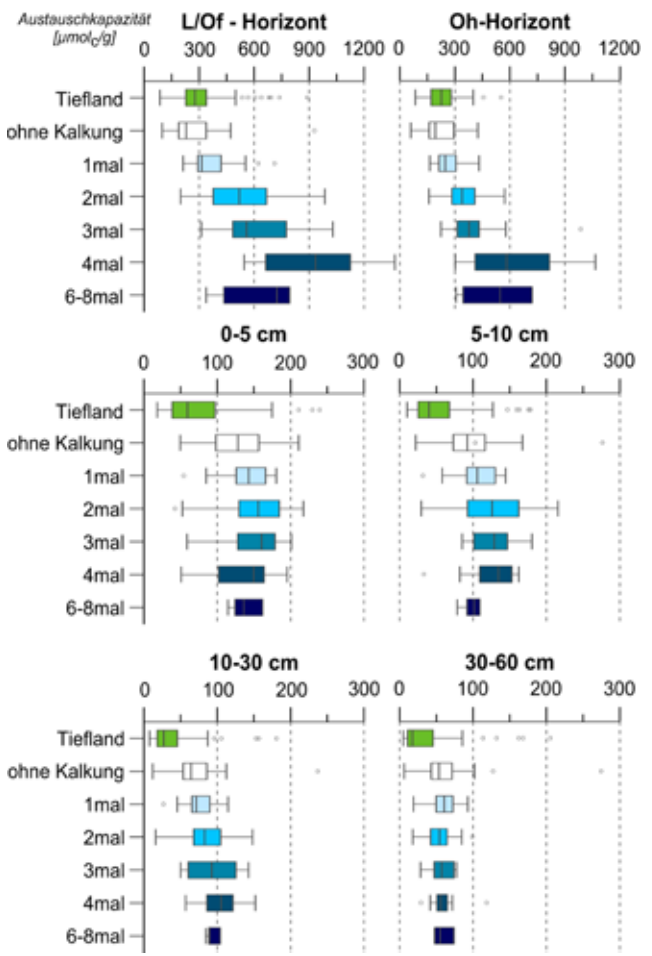 Austauschkapazität
[µmolc/g]
L/Of - Horizont
Oh-Horizont
0 300 600 900 1200
0 300 600 900 1200
Tiefland
ohne Kalkung
1mal
2mal
3mal
4mal
6-8mal
0-5 cm
5-10 cm
0 100 200 300
0 100 200 300
Tiefland
ohne Kalkung
1mal
2mal
3mal
4mal
6-8mal
10-30 cm
30-60 cm
0 100 200 300
0 100 200 300
Tiefland
ohne Kalkung
1mal
2mal
3mal
4mal
6-8mal